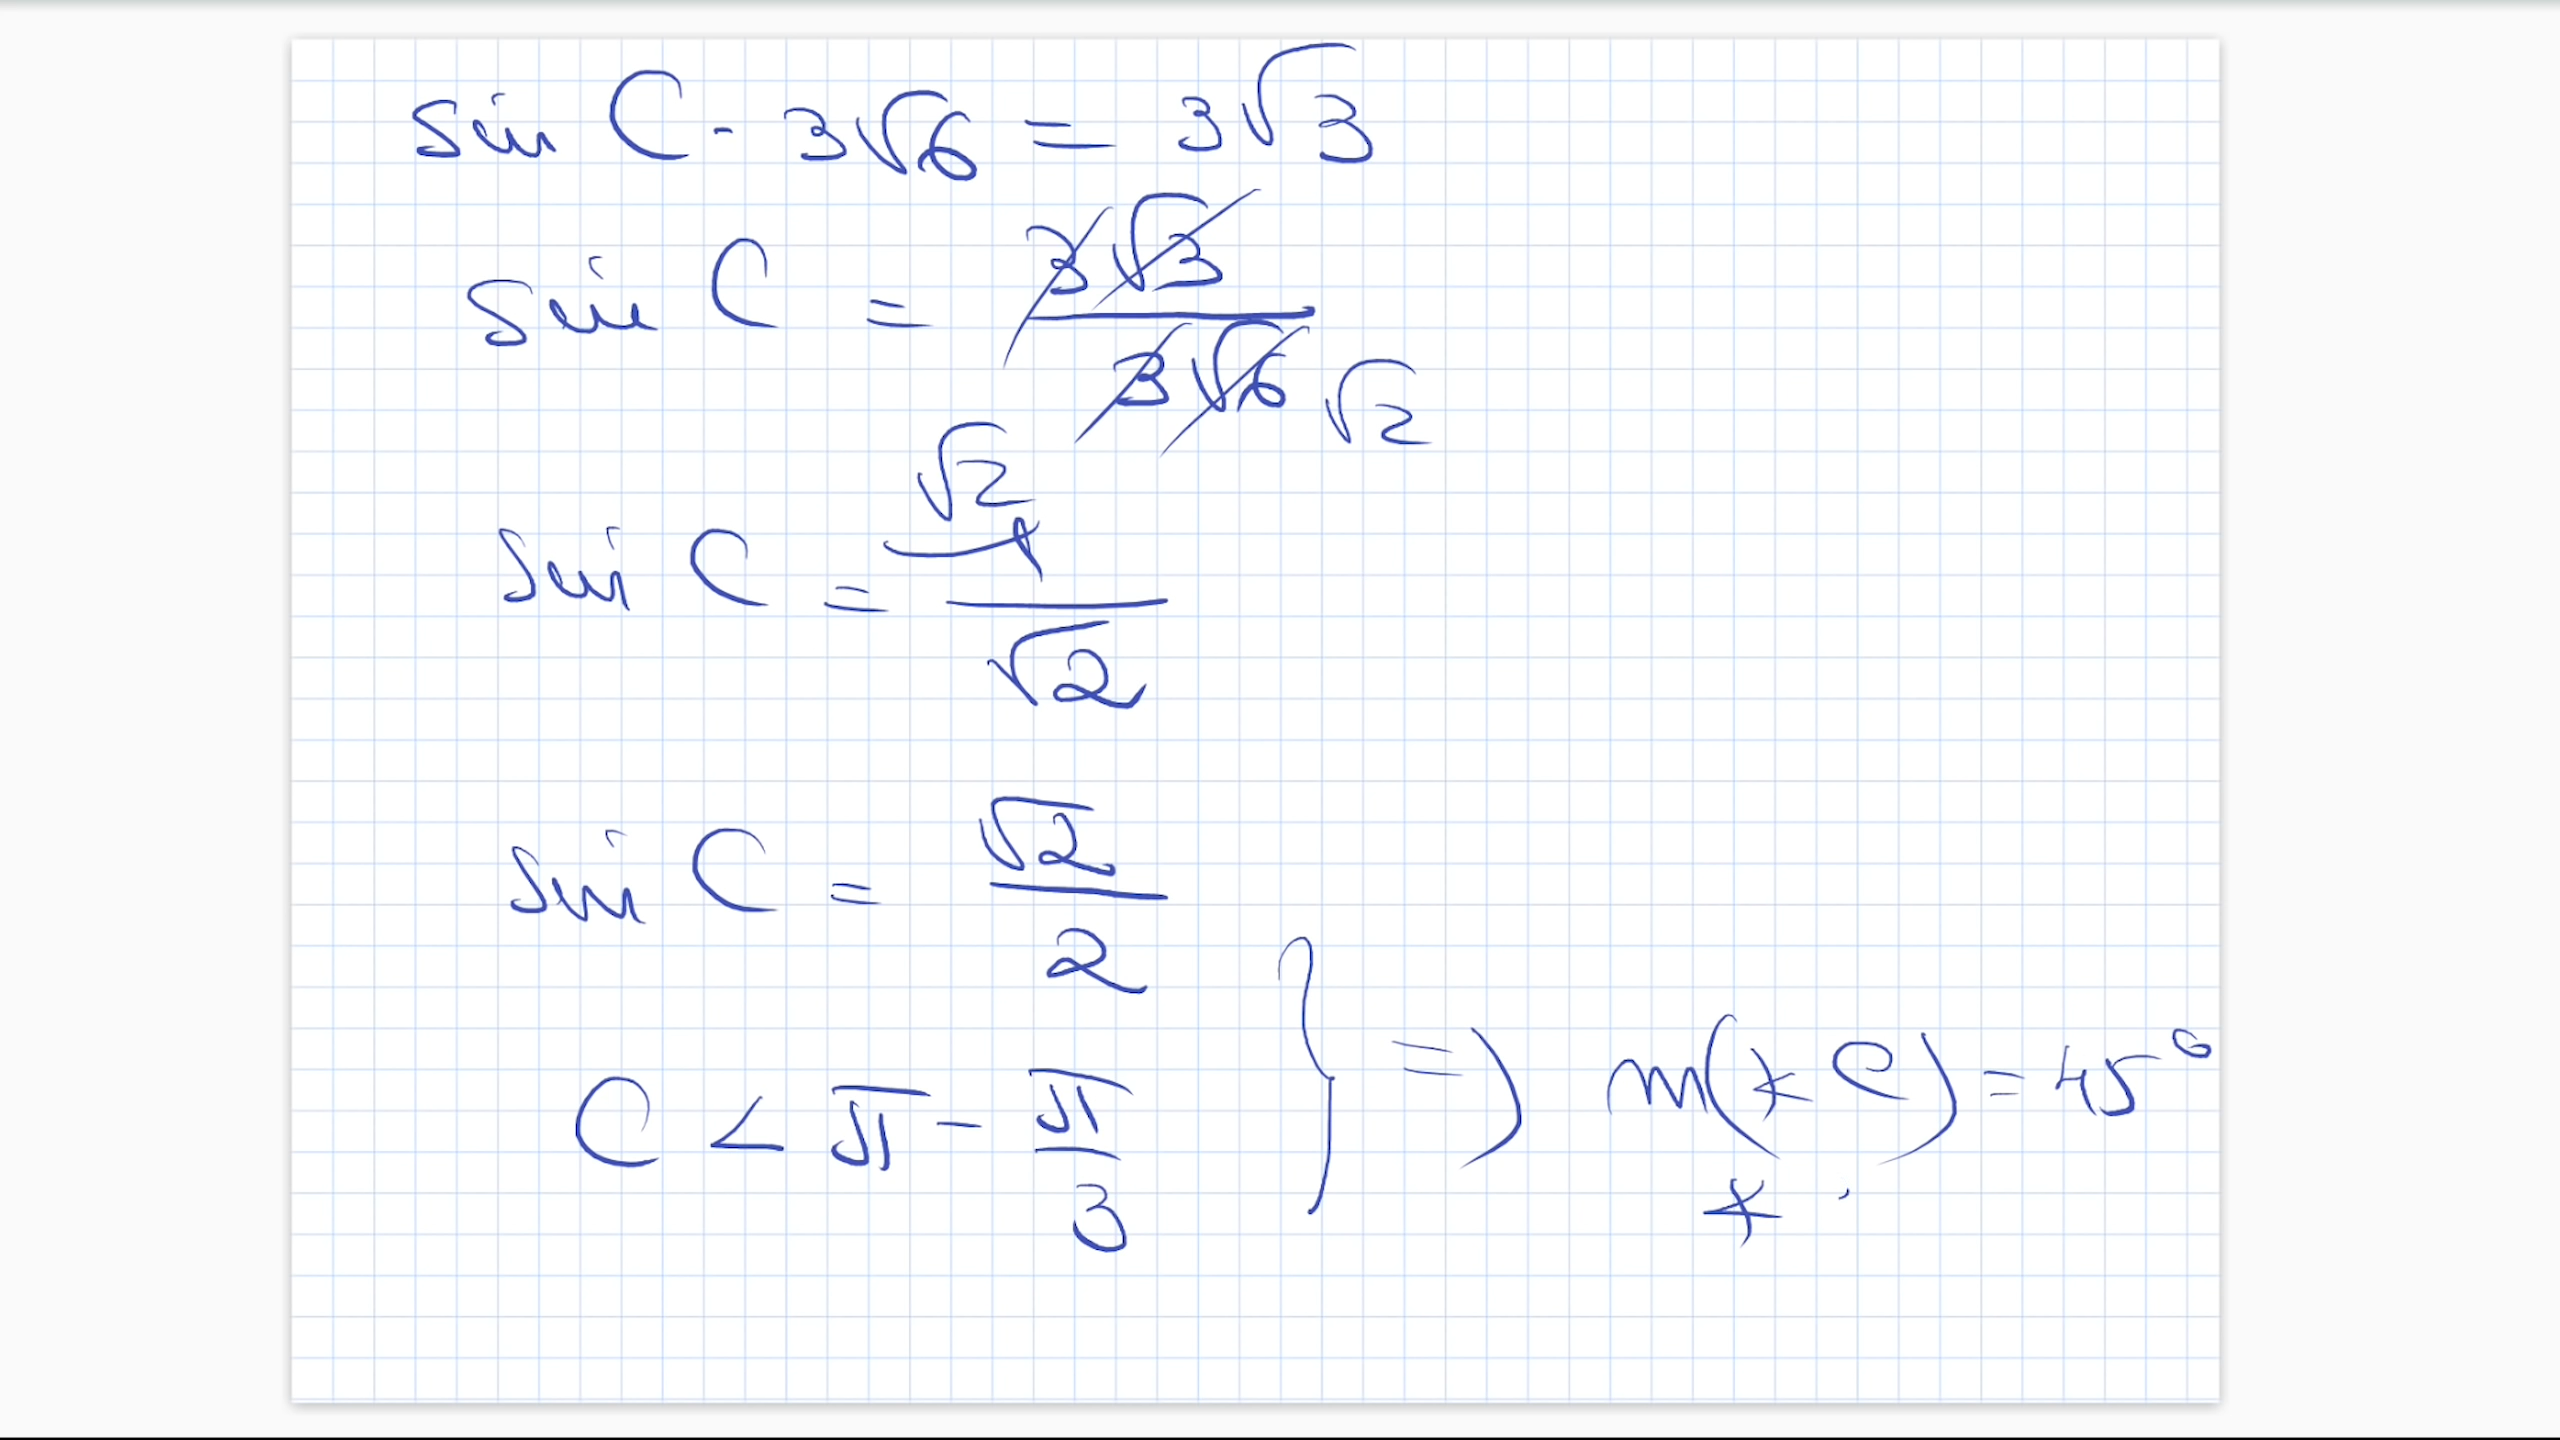 sin C · 3√6 = 3√3
sin C = 3√3 / 3√6 √2
sin C = √2) 1 / √2
sin C = √2 / 2
C < π - π/3 } => m(∢ C) = 45°
∢ .